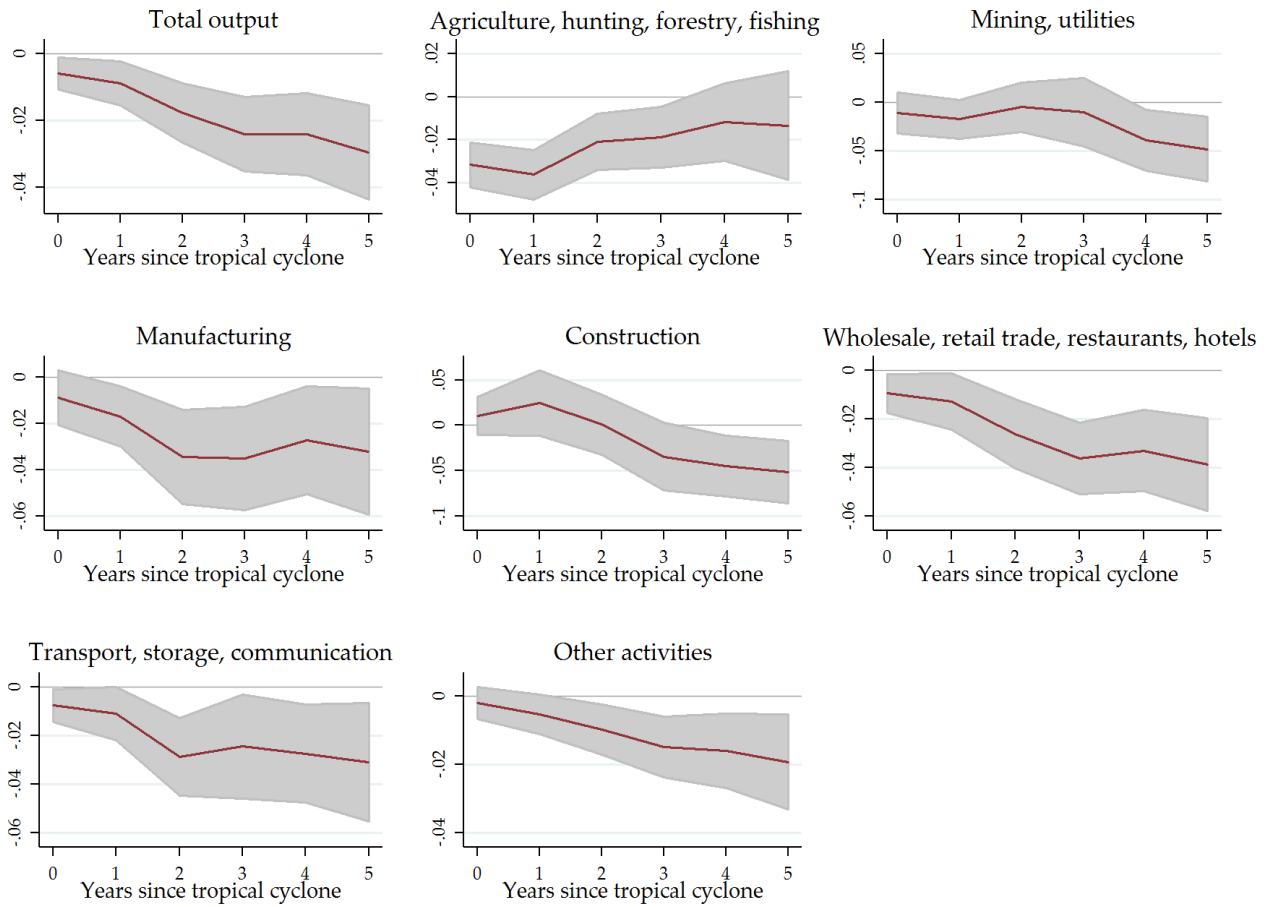 Total output
0
-.02
-.04
0 1 2 3 4 5
Years since tropical cyclone
Agriculture, hunting, forestry, fishing
.02
0
-.02
-.04
0 1 2 3 4 5
Years since tropical cyclone
Mining, utilities
.05
0
-.05
-.1
0 1 2 3 4 5
Years since tropical cyclone
Manufacturing
0
-.02
-.04
-.06
0 1 2 3 4 5
Years since tropical cyclone
Construction
.05
0
-.05
-.1
0 1 2 3 4 5
Years since tropical cyclone
Wholesale, retail trade, restaurants, hotels
0
-.02
-.04
-.06
0 1 2 3 4 5
Years since tropical cyclone
Transport, storage, communication
0
-.02
-.04
-.06
0 1 2 3 4 5
Years since tropical cyclone
Other activities
0
-.02
-.04
0 1 2 3 4 5
Years since tropical cyclone